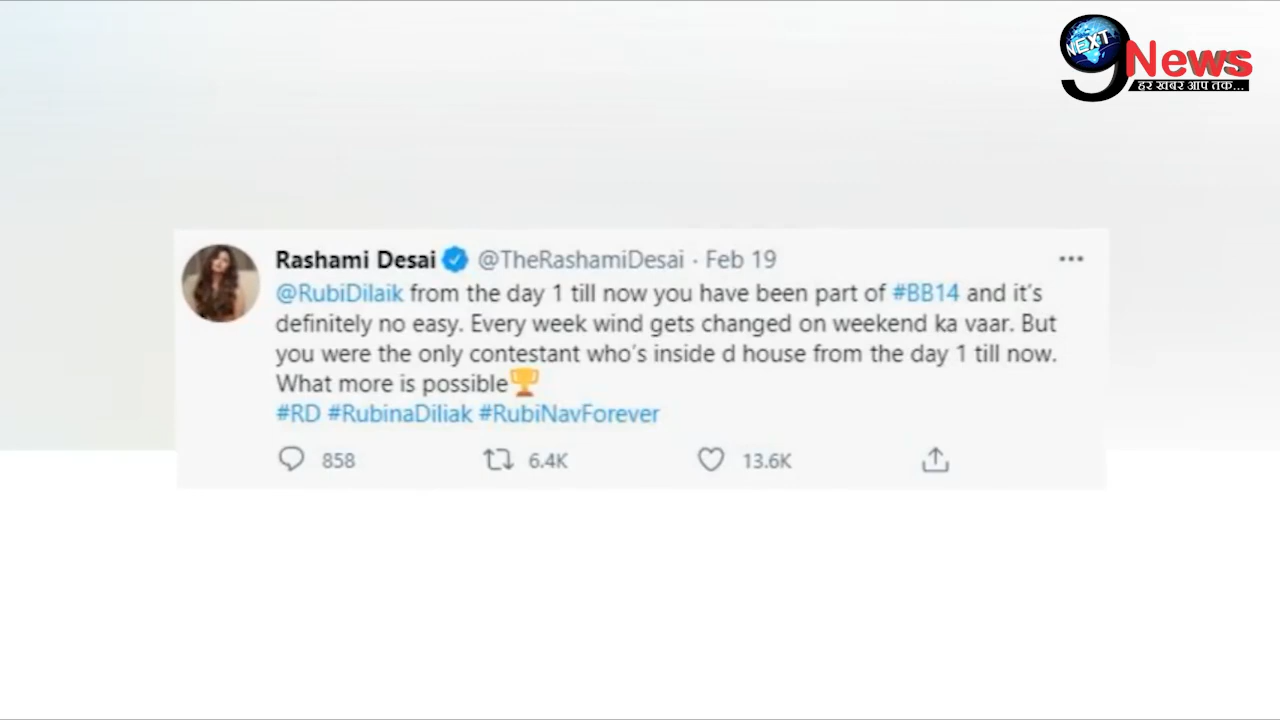 NEXT
9 News
हर ख़बर आप तक...
Rashami Desai @TheRashamiDesai · Feb 19
@RubiDilaik from the day 1 till now you have been part of #BB14 and it's
definitely no easy. Every week wind gets changed on weekend ka vaar. But
you were the only contestant who's inside d house from the day 1 till now.
What more is possible🏆
#RD #RubinaDiliak #RubiNavForever
858 6.4K 13.6K